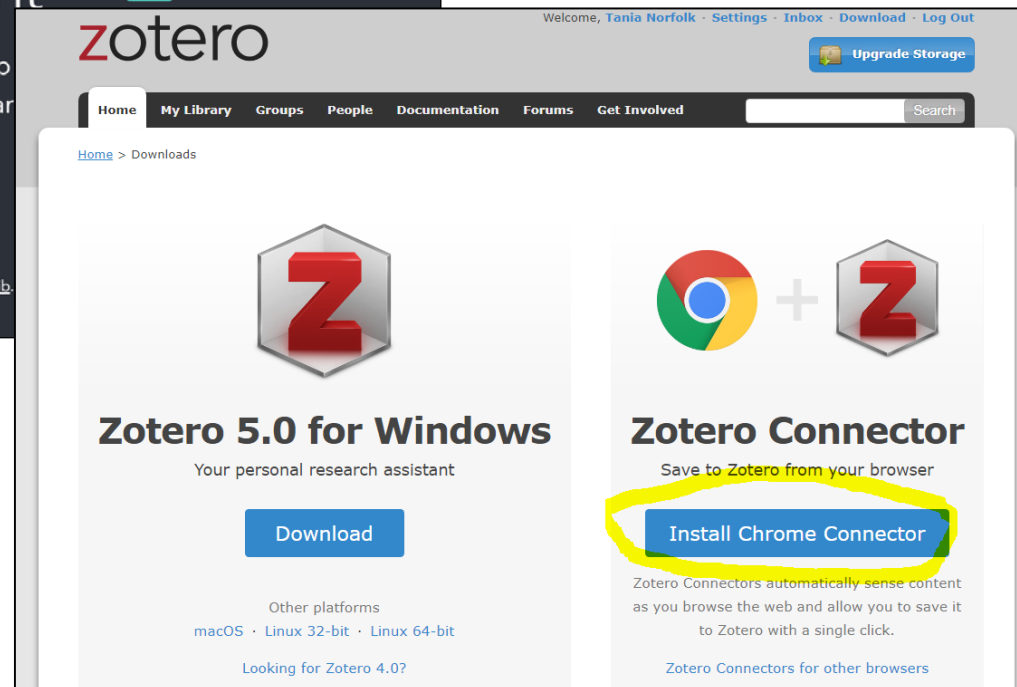 zotero
Welcome, Tania Norfolk · Settings · Inbox · Download · Log Out
Upgrade Storage
Home My Library Groups People Documentation Forums Get Involved Search
Home > Downloads
Zotero 5.0 for Windows
Your personal research assistant
Download
Other platforms
macOS · Linux 32-bit · Linux 64-bit
Looking for Zotero 4.0?
Zotero Connector
Save to Zotero from your browser
Install Chrome Connector
Zotero Connectors automatically sense content
as you browse the web and allow you to save it
to Zotero with a single click.
Zotero Connectors for other browsers